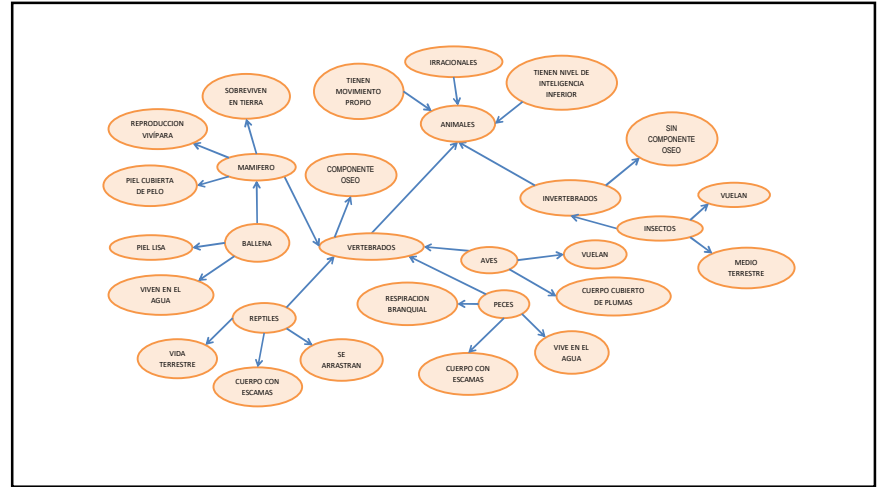 IRRACIONALES
TIENEN
MOVIMIENTO
PROPIO
TIENEN NIVEL DE
INTELIGENCIA
INFERIOR
SOBREVIVEN
EN TIERRA
ANIMALES
REPRODUCCION
VIVÍPARA
SIN
COMPONENTE
OSEO
MAMIFERO
COMPONENTE
OSEO
PIEL CUBIERTA
DE PELO
INVERTEBRADOS
VUELAN
INSECTOS
PIEL LISA
BALLENA
VERTEBRADOS
AVES
VUELAN
MEDIO
TERRESTRE
VIVEN EN EL
AGUA
RESPIRACION
BRANQUIAL
PECES
CUERPO CUBIERTO
DE PLUMAS
REPTILES
VIDA
TERRESTRE
SE
ARRASTRAN
VIVE EN EL
AGUA
CUERPO CON
ESCAMAS
CUERPO CON
ESCAMAS